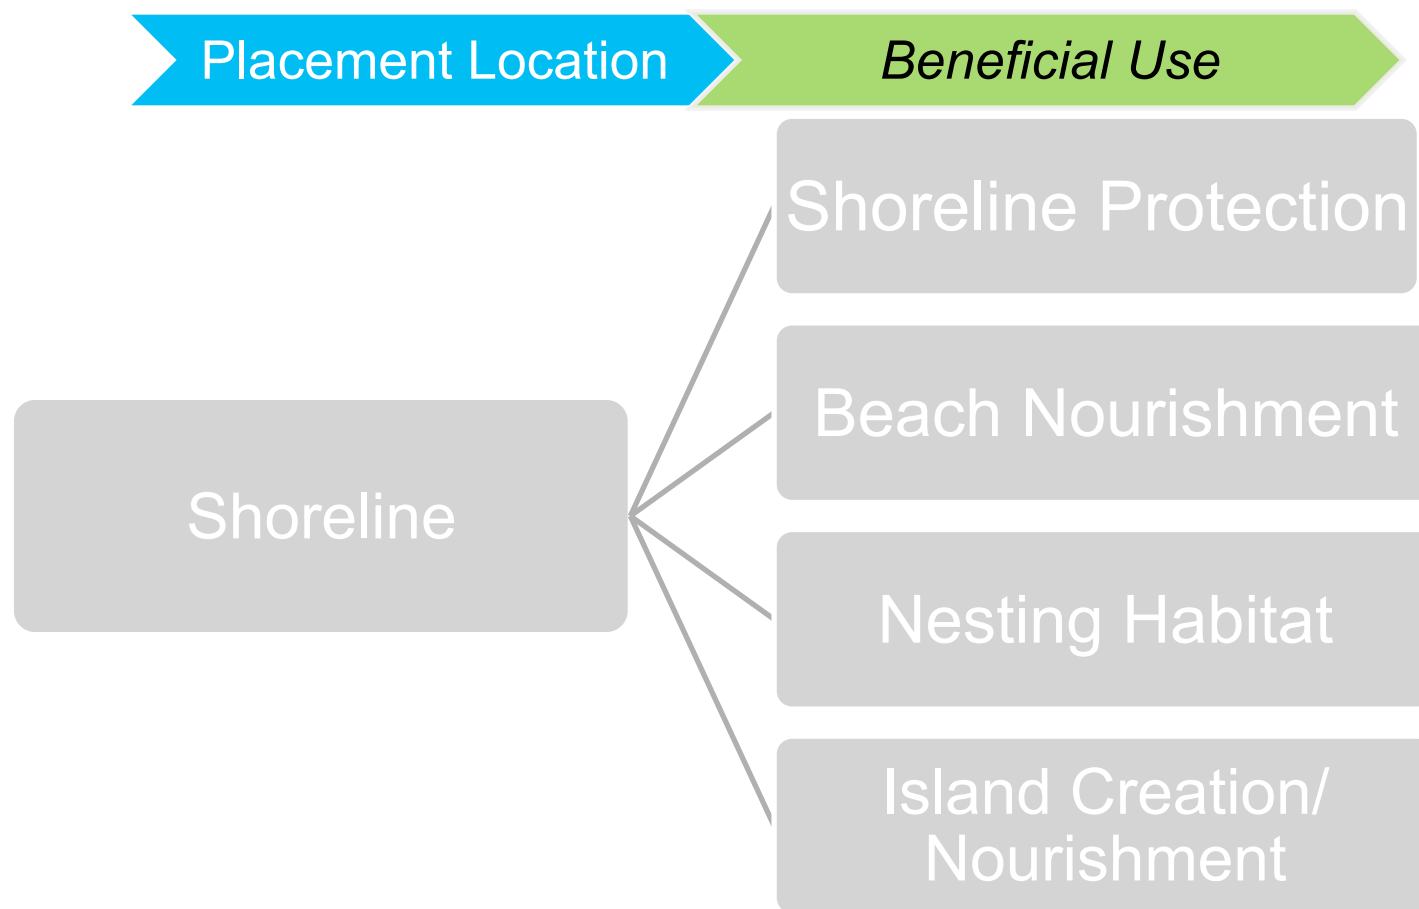 Placement Location
Beneficial Use
Shoreline
Shoreline Protection
Beach Nourishment
Nesting Habitat
Island Creation/
Nourishment